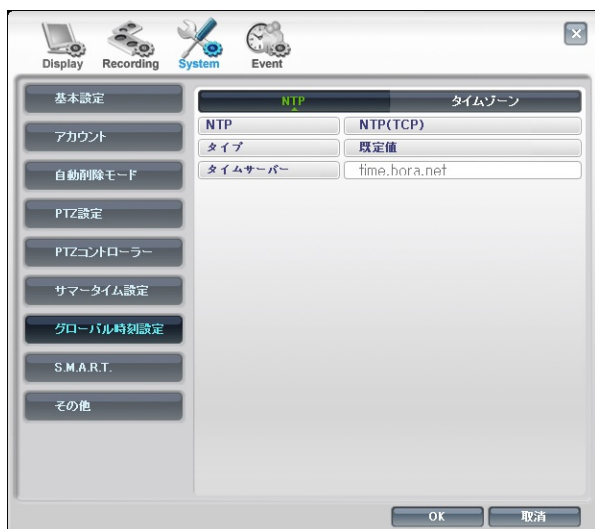 Display Recording System Event
基本設定
アカウント
自動削除モード
PTZ設定
PTZコントローラー
サマータイム設定
グローバル時刻設定
S.M.A.R.T.
その他
NTP タイムゾーン
NTP NTP(TCP)
タイプ 既定値
タイムサーバー time.bora.net
OK 取消